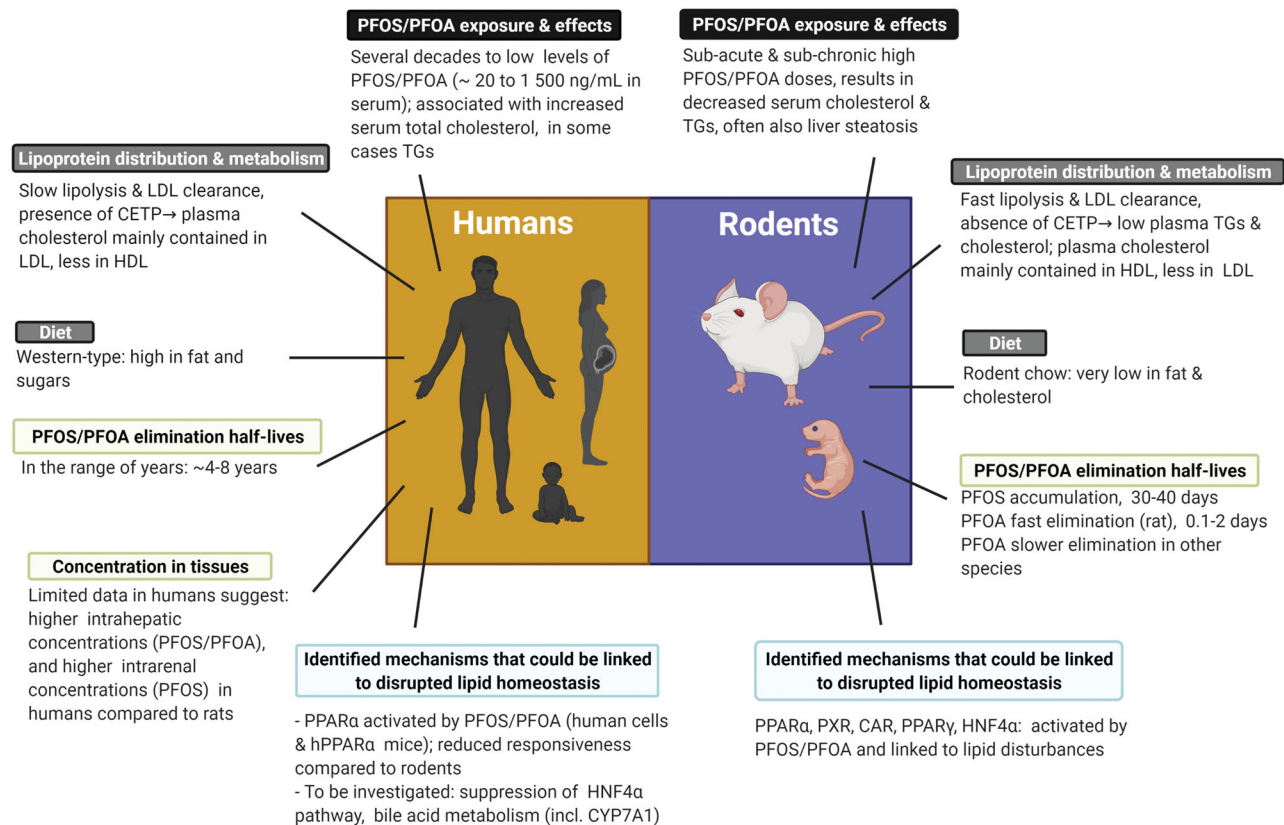 PFOS/PFOA exposure & effects
Several decades to low levels of
PFOS/PFOA (~ 20 to 1 500 ng/mL in
serum); associated with increased
serum total cholesterol, in some
cases TGs
Lipoprotein distribution & metabolism
Slow lipolysis & LDL clearance,
presence of CETP→ plasma
cholesterol mainly contained in
LDL, less in HDL
Diet
Western-type: high in fat and
sugars
PFOS/PFOA elimination half-lives
In the range of years: ~4-8 years
Concentration in tissues
Limited data in humans suggest:
higher intrahepatic
concentrations (PFOS/PFOA),
and higher intrarenal
concentrations (PFOS) in
humans compared to rats
Humans
Identified mechanisms that could be linked
to disrupted lipid homeostasis
- PPARα activated by PFOS/PFOA (human cells
& hPPARα mice); reduced responsiveness
compared to rodents
- To be investigated: suppression of HNF4α
pathway, bile acid metabolism (incl. CYP7A1)
PFOS/PFOA exposure & effects
Sub-acute & sub-chronic high
PFOS/PFOA doses, results in
decreased serum cholesterol &
TGs, often also liver steatosis
Rodents
Lipoprotein distribution & metabolism
Fast lipolysis & LDL clearance,
absence of CETP→ low plasma TGs &
cholesterol; plasma cholesterol
mainly contained in HDL, less in LDL
Diet
Rodent chow: very low in fat &
cholesterol
PFOS/PFOA elimination half-lives
PFOS accumulation, 30-40 days
PFOA fast elimination (rat), 0.1-2 days
PFOA slower elimination in other
species
Identified mechanisms that could be linked
to disrupted lipid homeostasis
PPARα, PXR, CAR, PPARγ, HNF4α: activated by
PFOS/PFOA and linked to lipid disturbances